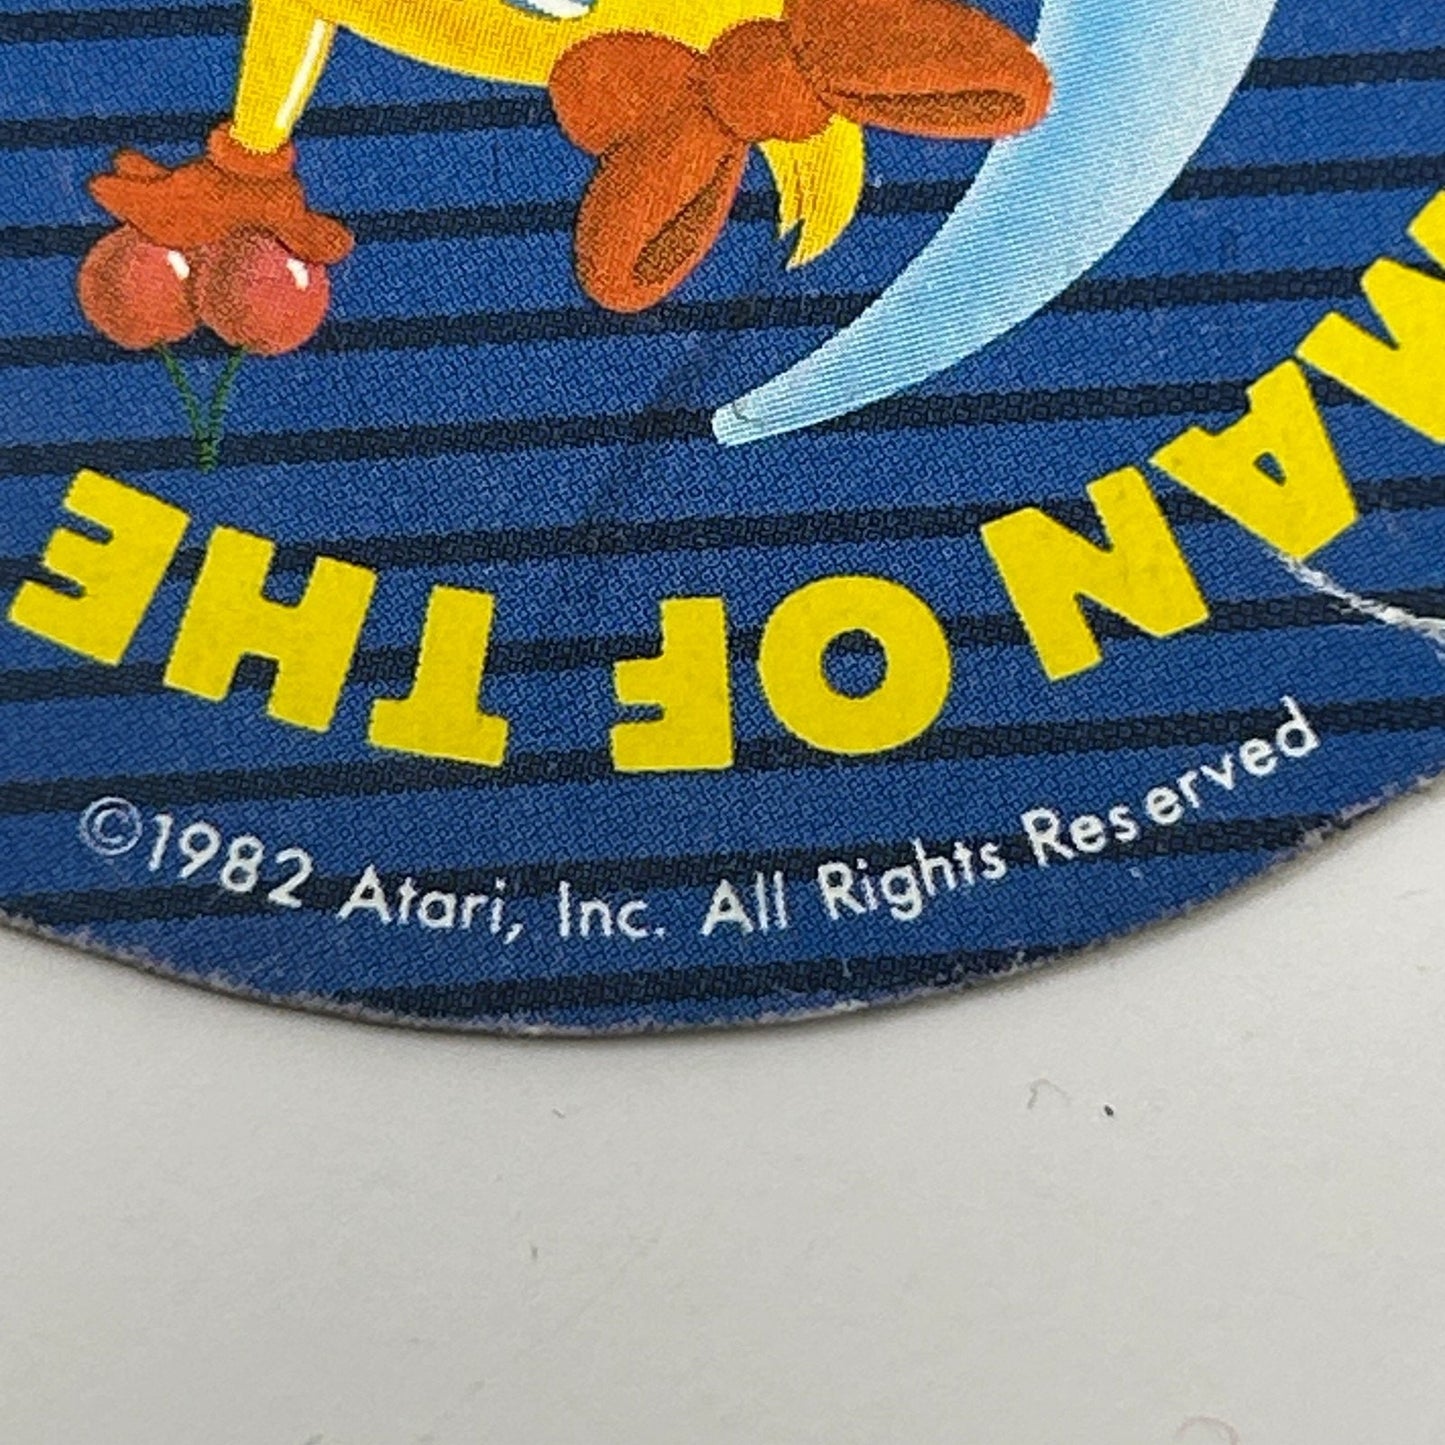 MAN OF THE
©1982 Atari, Inc. All Rights Reserved